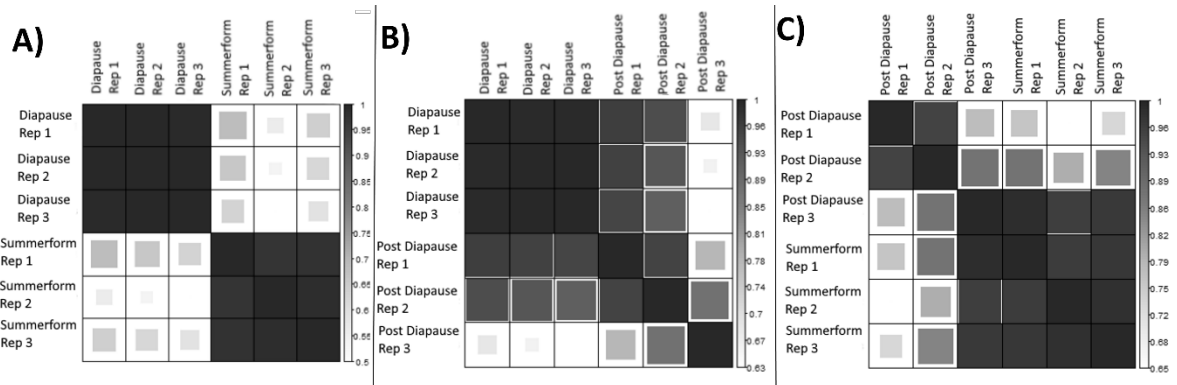 A)
Diapause
Rep 1
Diapause
Rep 2
Diapause
Rep 3
Summerform
Rep 1
Summerform
Rep 2
Summerform
Rep 3
Diapause
Rep 1
Diapause
Rep 2
Diapause
Rep 3
Summerform
Rep 1
Summerform
Rep 2
Summerform
Rep 3
1
0.95
0.9
0.85
0.8
0.75
0.7
0.65
0.6
0.55
0.5
B)
Diapause
Rep 1
Diapause
Rep 2
Diapause
Rep 3
Post Diapause
Rep 1
Post Diapause
Rep 2
Post Diapause
Rep 3
Diapause
Rep 1
Diapause
Rep 2
Diapause
Rep 3
Post Diapause
Rep 1
Post Diapause
Rep 2
Post Diapause
Rep 3
1
0.96
0.93
0.89
0.85
0.81
0.78
0.74
0.7
0.67
0.63
C)
Post Diapause
Rep 1
Post Diapause
Rep 2
Post Diapause
Rep 3
Summerform
Rep 1
Summerform
Rep 2
Summerform
Rep 3
Post Diapause
Rep 1
Post Diapause
Rep 2
Post Diapause
Rep 3
Summerform
Rep 1
Summerform
Rep 2
Summerform
Rep 3
1
0.96
0.93
0.89
0.86
0.82
0.79
0.75
0.72
0.68
0.65